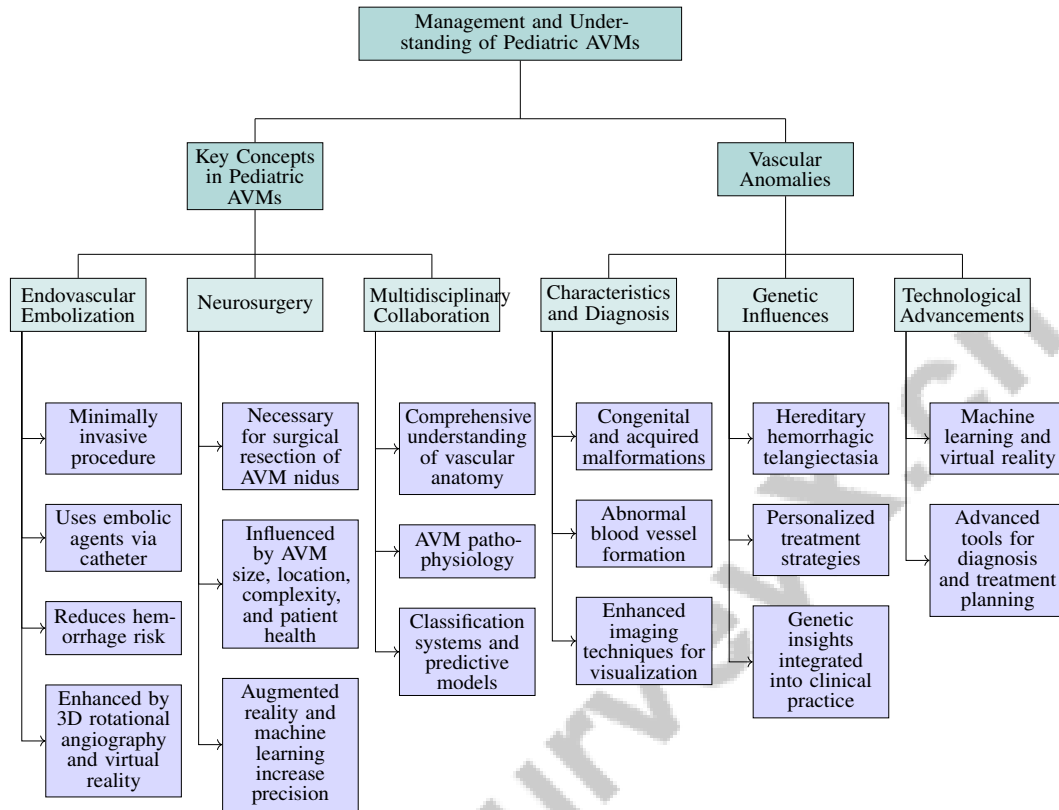 Management and Under-
standing of Pediatric AVMs
Key Concepts
in Pediatric
AVMs
Vascular
Anomalies
Endovascular
Embolization
Neurosurgery
Multidisciplinary
Collaboration
Characteristics
and Diagnosis
Genetic
Influences
Technological
Advancements
Minimally
invasive
procedure
Uses embolic
agents via
catheter
Reduces hem-
orrhage risk
Enhanced by
3D rotational
angiography
and virtual
reality
Necessary
for surgical
resection of
AVM nidus
Influenced
by AVM
size, location,
complexity,
and patient
health
Augmented
reality and
machine
learning
increase
precision
Comprehensive
understanding
of vascular
anatomy
AVM patho-
physiology
Classification
systems and
predictive
models
Congenital
and acquired
malformations
Abnormal
blood vessel
formation
Enhanced
imaging
techniques for
visualization
Hereditary
hemorrhagic
telangiectasia
Personalized
treatment
strategies
Genetic
insights
integrated
into clinical
practice
Machine
learning and
virtual reality
Advanced
tools for
diagnosis
and treatment
planning